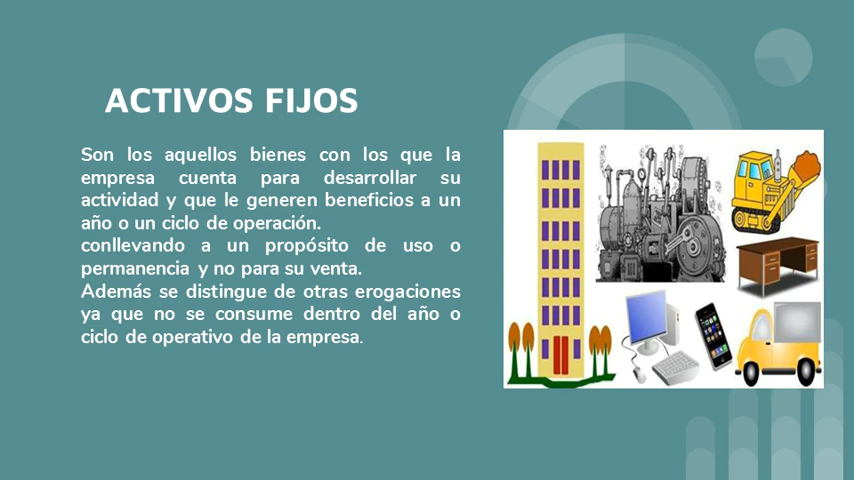 ACTIVOS FIJOS
Son los aquellos bienes con los que la
empresa cuenta para desarrollar su
actividad y que le generen beneficios a un
año o un ciclo de operación.
conllevando a un propósito de uso o
permanencia y no para su venta.
Además se distingue de otras erogaciones
ya que no se consume dentro del año o
ciclo de operativo de la empresa.